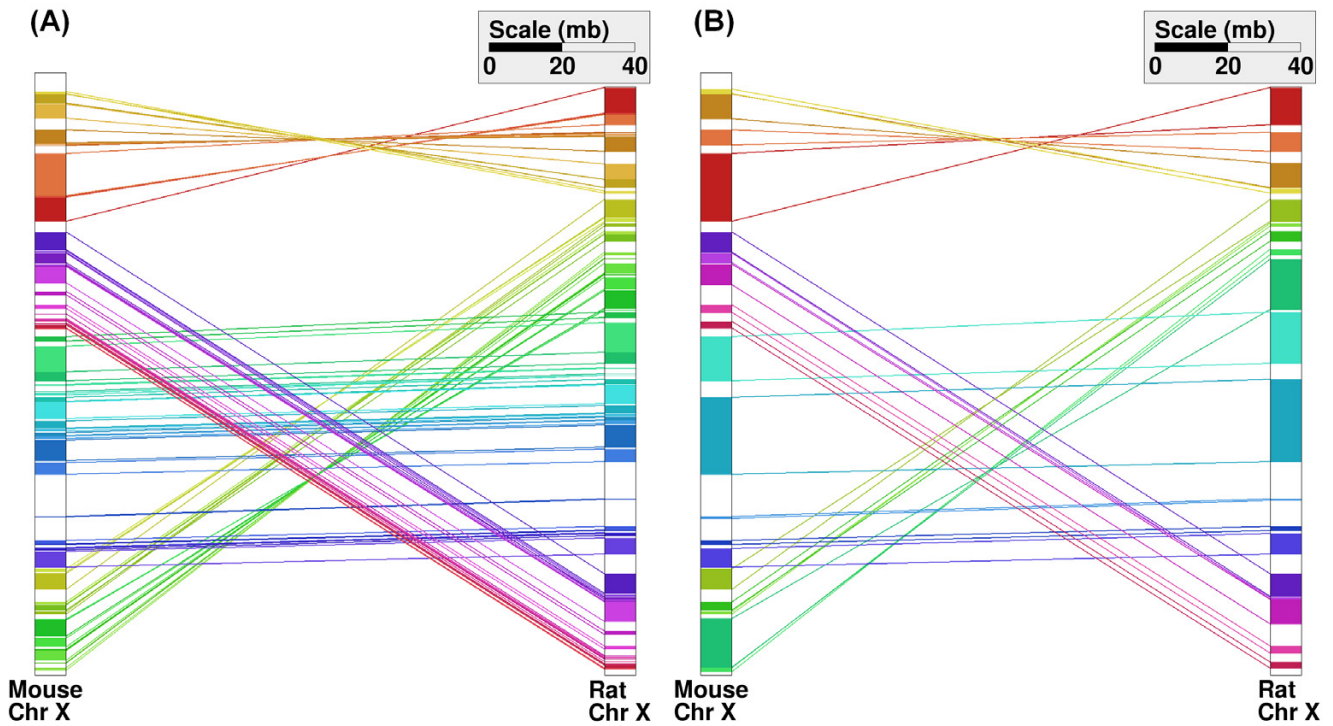 (A)
Scale (mb)
0 20 40
Mouse
Chr X
Rat
Chr X
(B)
Scale (mb)
0 20 40
Mouse
Chr X
Rat
Chr X